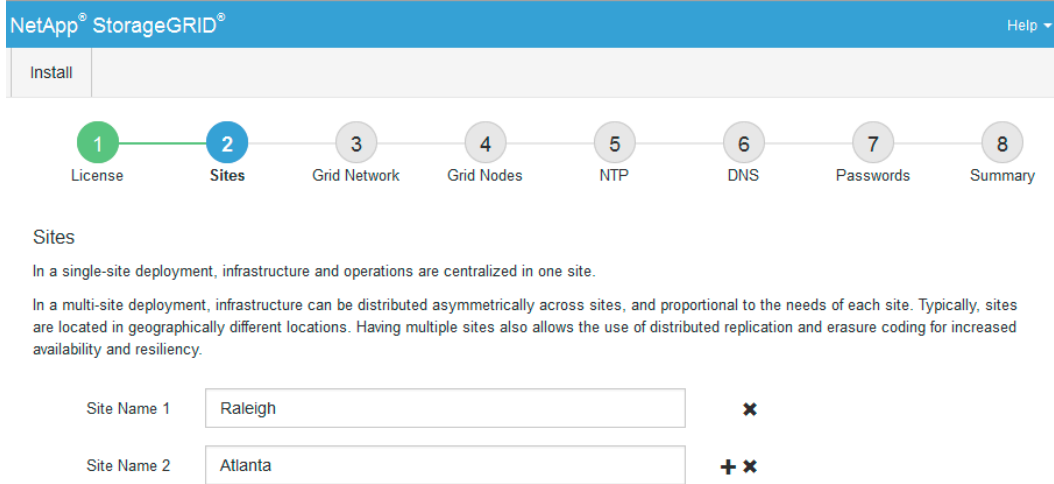 NetApp® StorageGRID®
Help
Install
1 2 3 4 5 6 7 8
License Sites Grid Network Grid Nodes NTP DNS Passwords Summary
Sites
In a single-site deployment, infrastructure and operations are centralized in one site.
In a multi-site deployment, infrastructure can be distributed asymmetrically across sites, and proportional to the needs of each site. Typically, sites
are located in geographically different locations. Having multiple sites also allows the use of distributed replication and erasure coding for increased
availability and resiliency.
Site Name 1 Raleigh
Site Name 2 Atlanta